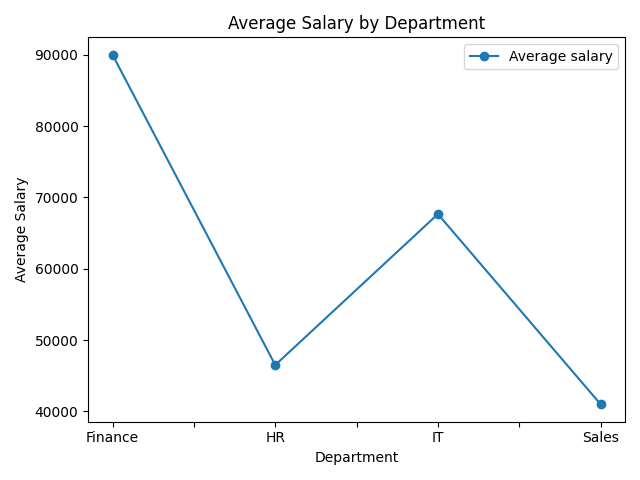 Average Salary by Department
Average salary
90000
80000
70000
60000
50000
40000
Average Salary
Finance HR IT Sales
Department